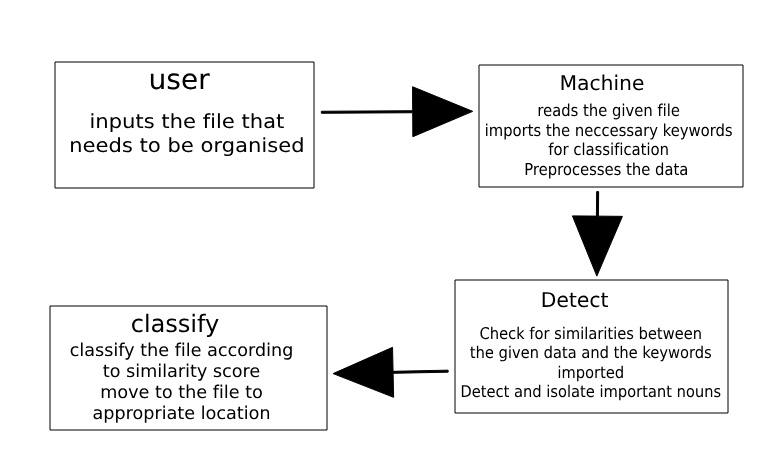 user
inputs the file that
needs to be organised
Machine
reads the given file
imports the neccessary keywords
for classification
Preprocesses the data
Detect
Check for similarities between
the given data and the keywords
imported
Detect and isolate important nouns
classify
classify the file according
to similarity score
move to the file to
appropriate location